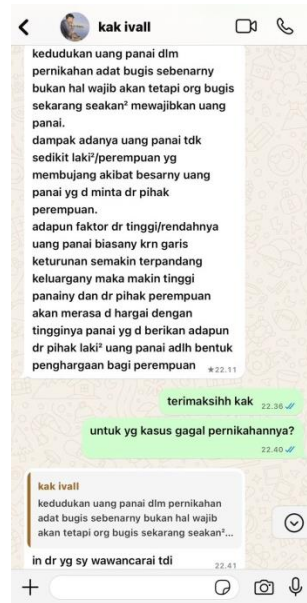 kak ivall
kedudukan uang panai dlm
pernikahan adat bugis sebenarny
bukan hal wajib akan tetapi org bugis
sekarang seakan² mewajibkan uang
panai.
dampak adanya uang panai tdk
sedikit laki²/perempuan yg
membujang akibat besarny uang
panai yg d minta dr pihak
perempuan.
adapun faktor dr tinggi/rendahnya
uang panai biasany krn garis
keturunan semakin terpandang
keluargany maka makin tinggi
panainy dan dr pihak perempuan
akan merasa d hargai dengan
tingginya panai yg d berikan adapun
dr pihak laki² uang panai adlh bentuk
penghargaan bagi perempuan ★22.11
terimaksihh kak 22.36
untuk yg kasus gagal pernikahannya?
22.40
kak ivall
kedudukan uang panai dlm pernikahan
adat bugis sebenarny bukan hal wajib
akan tetapi org bugis sekarang seakan²...
in dr yg sy wawancarai tdi 22.41